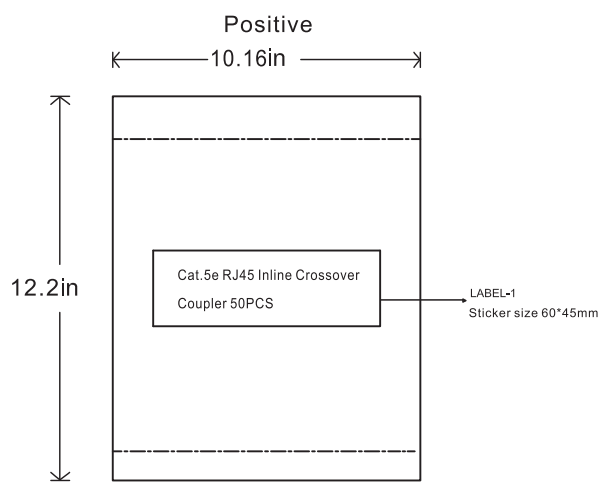 Positive
10.16in
Cat.5e RJ45 Inline Crossover
Coupler 50PCS
12.2in
LABEL-1
Sticker size 60*45mm